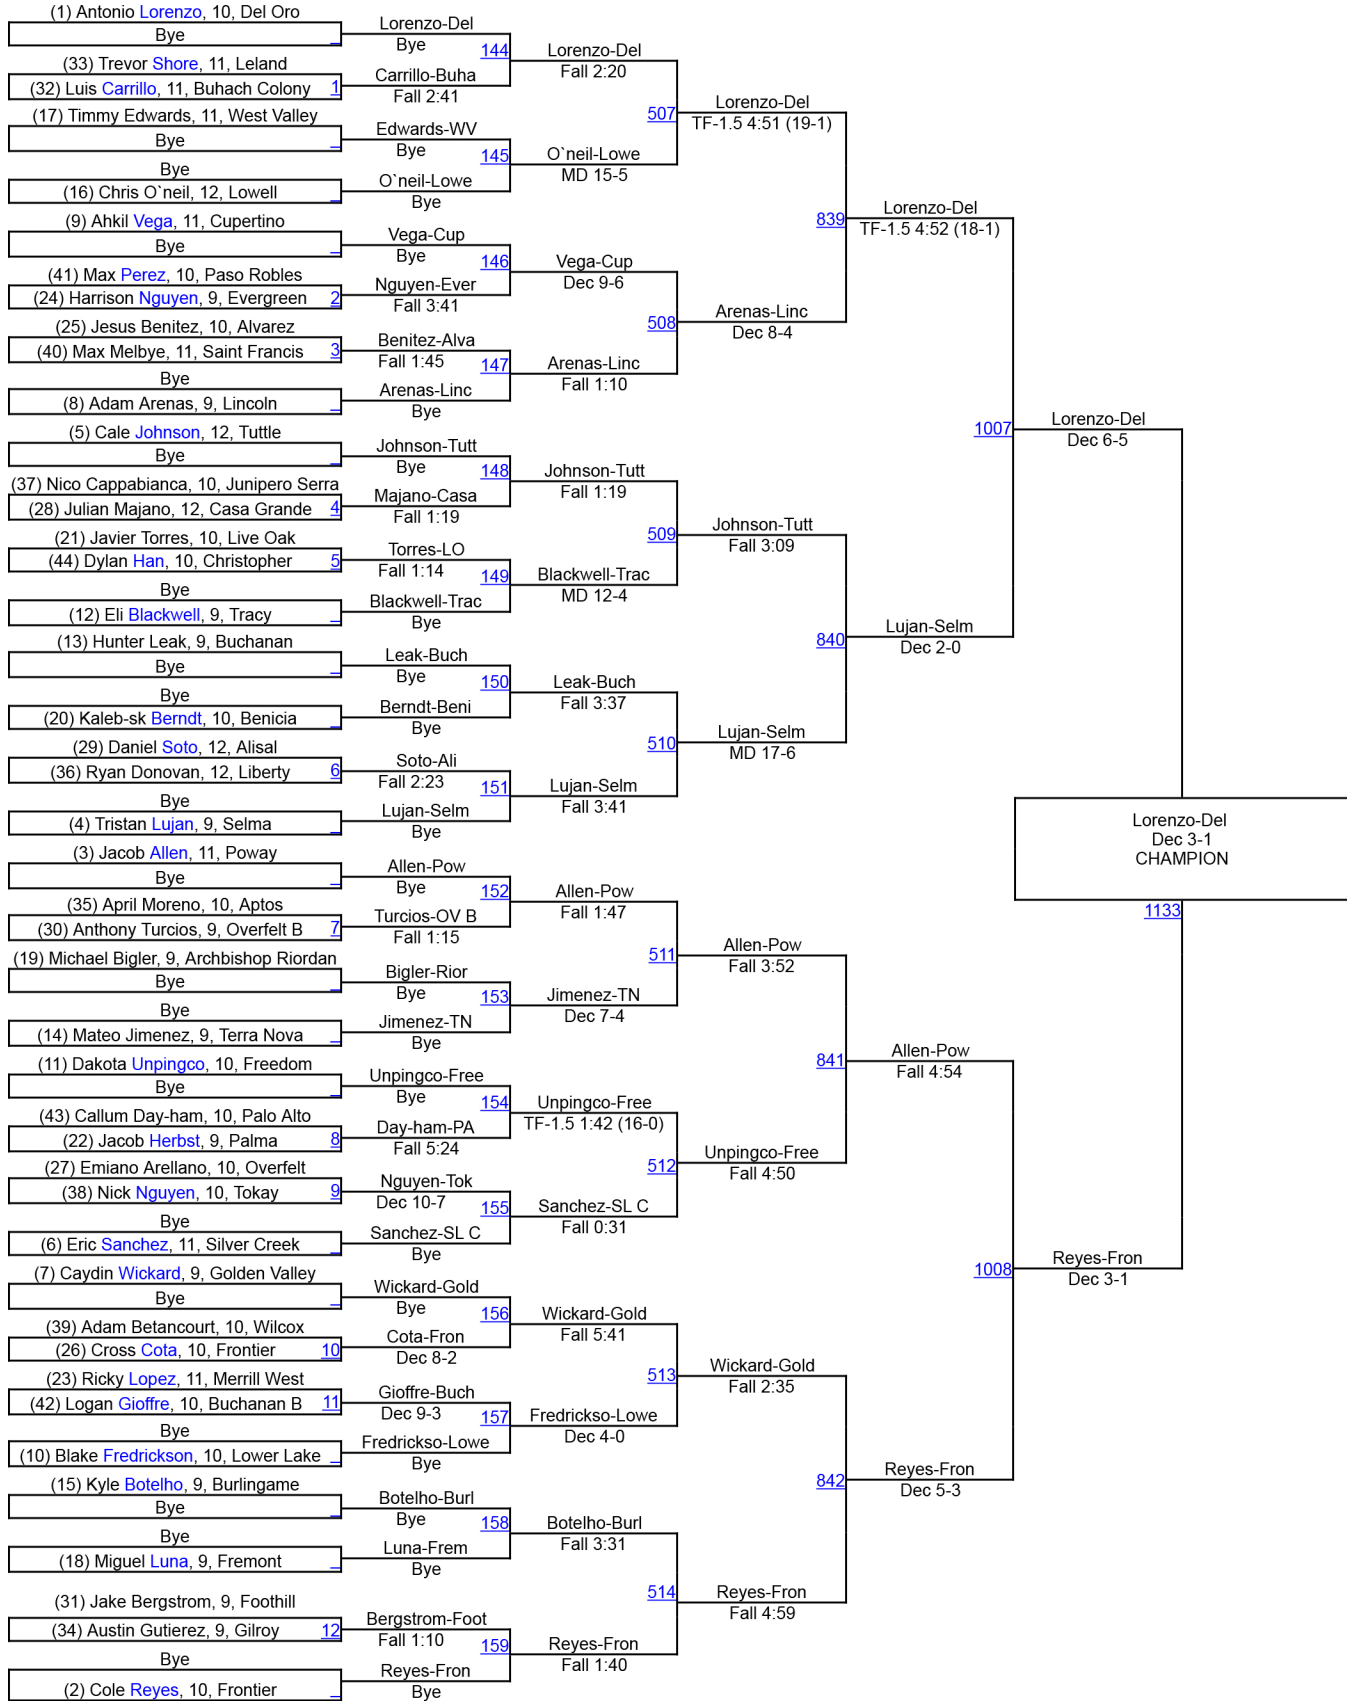 (1) Antonio Lorenzo, 10, Del Oro
Bye
(33) Trevor Shore, 11, Leland
(32) Luis Carrillo, 11, Buhach Colony 1
(17) Timmy Edwards, 11, West Valley
Bye
Bye
(16) Chris O`neil, 12, Lowell
(9) Ahkil Vega, 11, Cupertino
Bye
(41) Max Perez, 10, Paso Robles
(24) Harrison Nguyen, 9, Evergreen 2
(25) Jesus Benitez, 10, Alvarez
(40) Max Melbye, 11, Saint Francis 3
Bye
(8) Adam Arenas, 9, Lincoln
(5) Cale Johnson, 12, Tuttle
Bye
(37) Nico Cappabianca, 10, Junipero Serra
(28) Julian Majano, 12, Casa Grande 4
(21) Javier Torres, 10, Live Oak
(44) Dylan Han, 10, Christopher 5
Bye
(12) Eli Blackwell, 9, Tracy
(13) Hunter Leak, 9, Buchanan
Bye
Bye
(20) Kaleb-sk Berndt, 10, Benicia
(29) Daniel Soto, 12, Alisal
(36) Ryan Donovan, 12, Liberty 6
Bye
(4) Tristan Lujan, 9, Selma
(3) Jacob Allen, 11, Poway
Bye
(35) April Moreno, 10, Aptos
(30) Anthony Turcios, 9, Overfelt B 7
(19) Michael Bigler, 9, Archbishop Riordan
Bye
Bye
(14) Mateo Jimenez, 9, Terra Nova
(11) Dakota Unpingco, 10, Freedom
Bye
(43) Callum Day-ham, 10, Palo Alto
(22) Jacob Herbst, 9, Palma 8
(27) Emiano Arellano, 10, Overfelt
(38) Nick Nguyen, 10, Tokay 9
Bye
(6) Eric Sanchez, 11, Silver Creek
(7) Caydin Wickard, 9, Golden Valley
Bye
(39) Adam Betancourt, 10, Wilcox
(26) Cross Cota, 10, Frontier 10
(23) Ricky Lopez, 11, Merrill West
(42) Logan Gioffre, 10, Buchanan B 11
Bye
(10) Blake Fredrickson, 10, Lower Lake
(15) Kyle Botelho, 9, Burlingame
Bye
Bye
(18) Miguel Luna, 9, Fremont
(31) Jake Bergstrom, 9, Foothill
(34) Austin Gutierez, 9, Gilroy 12
Bye
(2) Cole Reyes, 10, Frontier
Lorenzo-Del
Bye
144
Carrillo-Buha
Fall 2:41
Edwards-WV
Bye
145
O`neil-Lowe
Bye
Vega-Cup
Bye
146
Nguyen-Ever
Fall 3:41
Benitez-Alva
Fall 1:45
147
Arenas-Linc
Bye
Johnson-Tutt
Bye
148
Majano-Casa
Fall 1:19
Torres-LO
Fall 1:14
149
Blackwell-Trac
Bye
Leak-Buch
Bye
150
Berndt-Beni
Bye
Soto-Ali
Fall 2:23
151
Lujan-Selm
Bye
Allen-Pow
Bye
152
Turcios-OV B
Fall 1:15
Bigler-Rior
Bye
153
Jimenez-TN
Bye
Unpingco-Free
Bye
154
Day-ham-PA
Fall 5:24
Nguyen-Tok
Dec 10-7
155
Sanchez-SL C
Bye
Wickard-Gold
Bye
156
Cota-Fron
Dec 8-2
Gioffre-Buch
Dec 9-3
157
Fredrickso-Lowe
Bye
Botelho-Burl
Bye
158
Luna-Frem
Bye
Bergstrom-Foot
Fall 1:10
159
Reyes-Fron
Bye
Lorenzo-Del
Fall 2:20
507
O`neil-Lowe
MD 15-5
Vega-Cup
Dec 9-6
508
Arenas-Linc
Fall 1:10
Johnson-Tutt
Fall 1:19
509
Blackwell-Trac
MD 12-4
Leak-Buch
Fall 3:37
510
Lujan-Selm
Fall 3:41
Allen-Pow
Fall 1:47
511
Jimenez-TN
Dec 7-4
Unpingco-Free
TF-1.5 1:42 (16-0)
512
Sanchez-SL C
Fall 0:31
Wickard-Gold
Fall 5:41
513
Fredrickso-Lowe
Dec 4-0
Botelho-Burl
Fall 3:31
514
Reyes-Fron
Fall 1:40
Lorenzo-Del
TF-1.5 4:51 (19-1)
839
Arenas-Linc
Dec 8-4
Johnson-Tutt
Fall 3:09
840
Lujan-Selm
MD 17-6
Allen-Pow
Fall 3:52
841
Unpingco-Free
Fall 4:50
Wickard-Gold
Fall 2:35
842
Reyes-Fron
Fall 4:59
Lorenzo-Del
TF-1.5 4:52 (18-1)
1007
Lujan-Selm
Dec 2-0
Allen-Pow
Fall 4:54
1008
Reyes-Fron
Dec 5-3
Lorenzo-Del
Dec 6-5
Reyes-Fron
Dec 3-1
Lorenzo-Del
Dec 3-1
CHAMPION
1133